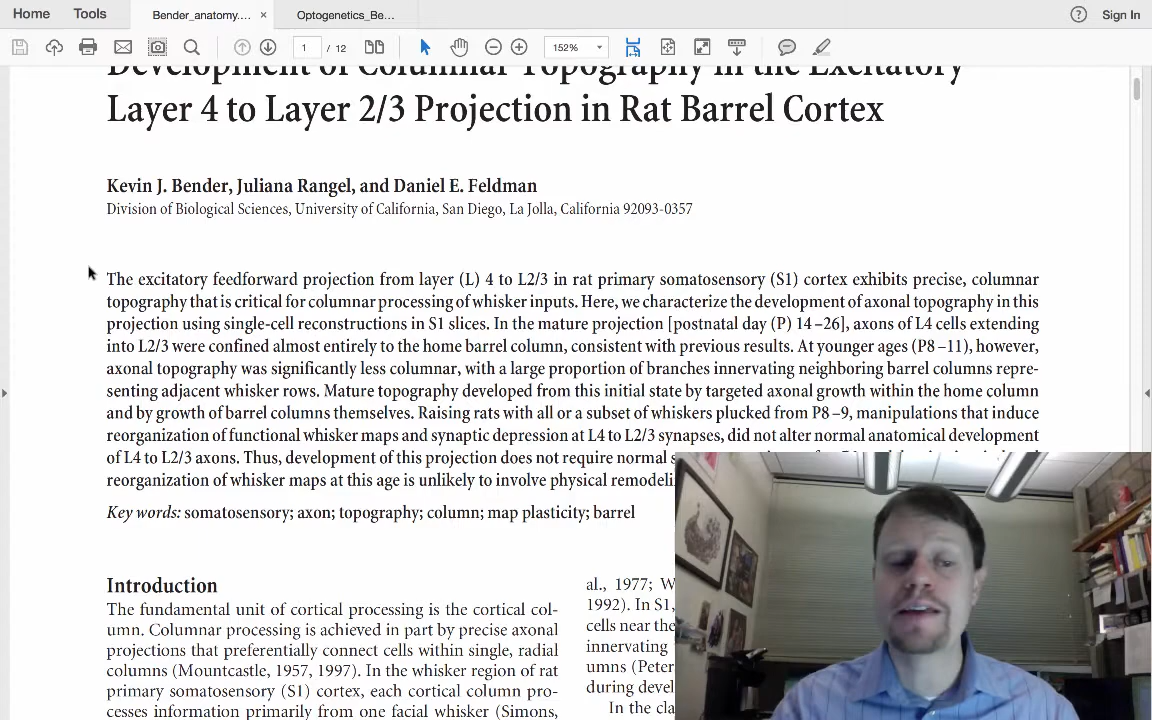 Home Tools Bender_anatomy.... × Optogenetics_Be... ? Sign In
1 / 12 152%
Development of Columnar Topography in the Excitatory
Layer 4 to Layer 2/3 Projection in Rat Barrel Cortex
Kevin J. Bender, Juliana Rangel, and Daniel E. Feldman
Division of Biological Sciences, University of California, San Diego, La Jolla, California 92093-0357
The excitatory feedforward projection from layer (L) 4 to L2/3 in rat primary somatosensory (S1) cortex exhibits precise, columnar
topography that is critical for columnar processing of whisker inputs. Here, we characterize the development of axonal topography in this
projection using single-cell reconstructions in S1 slices. In the mature projection [postnatal day (P) 14–26], axons of L4 cells extending
into L2/3 were confined almost entirely to the home barrel column, consistent with previous results. At younger ages (P8–11), however,
axonal topography was significantly less columnar, with a large proportion of branches innervating neighboring barrel columns repre-
senting adjacent whisker rows. Mature topography developed from this initial state by targeted axonal growth within the home column
and by growth of barrel columns themselves. Raising rats with all or a subset of whiskers plucked from P8–9, manipulations that induce
reorganization of functional whisker maps and synaptic depression at L4 to L2/3 synapses, did not alter normal anatomical development
of L4 to L2/3 axons. Thus, development of this projection does not require normal
reorganization of whisker maps at this age is unlikely to involve physical
Key words: somatosensory; axon; topography; column; map plasticity; barrel
Introduction
The fundamental unit of cortical processing is the cortical col-
umn. Columnar processing is achieved in part by precise axonal
projections that preferentially connect cells within single, radial
columns (Mountcastle, 1957, 1997). In the whisker region of rat
primary somatosensory (S1) cortex, each cortical column pro-
cesses information primarily from one facial whisker (Simons,
al., 1977; W
1992). In S1,
cells near the
innervating
umns (Peter
during devel
In the cla